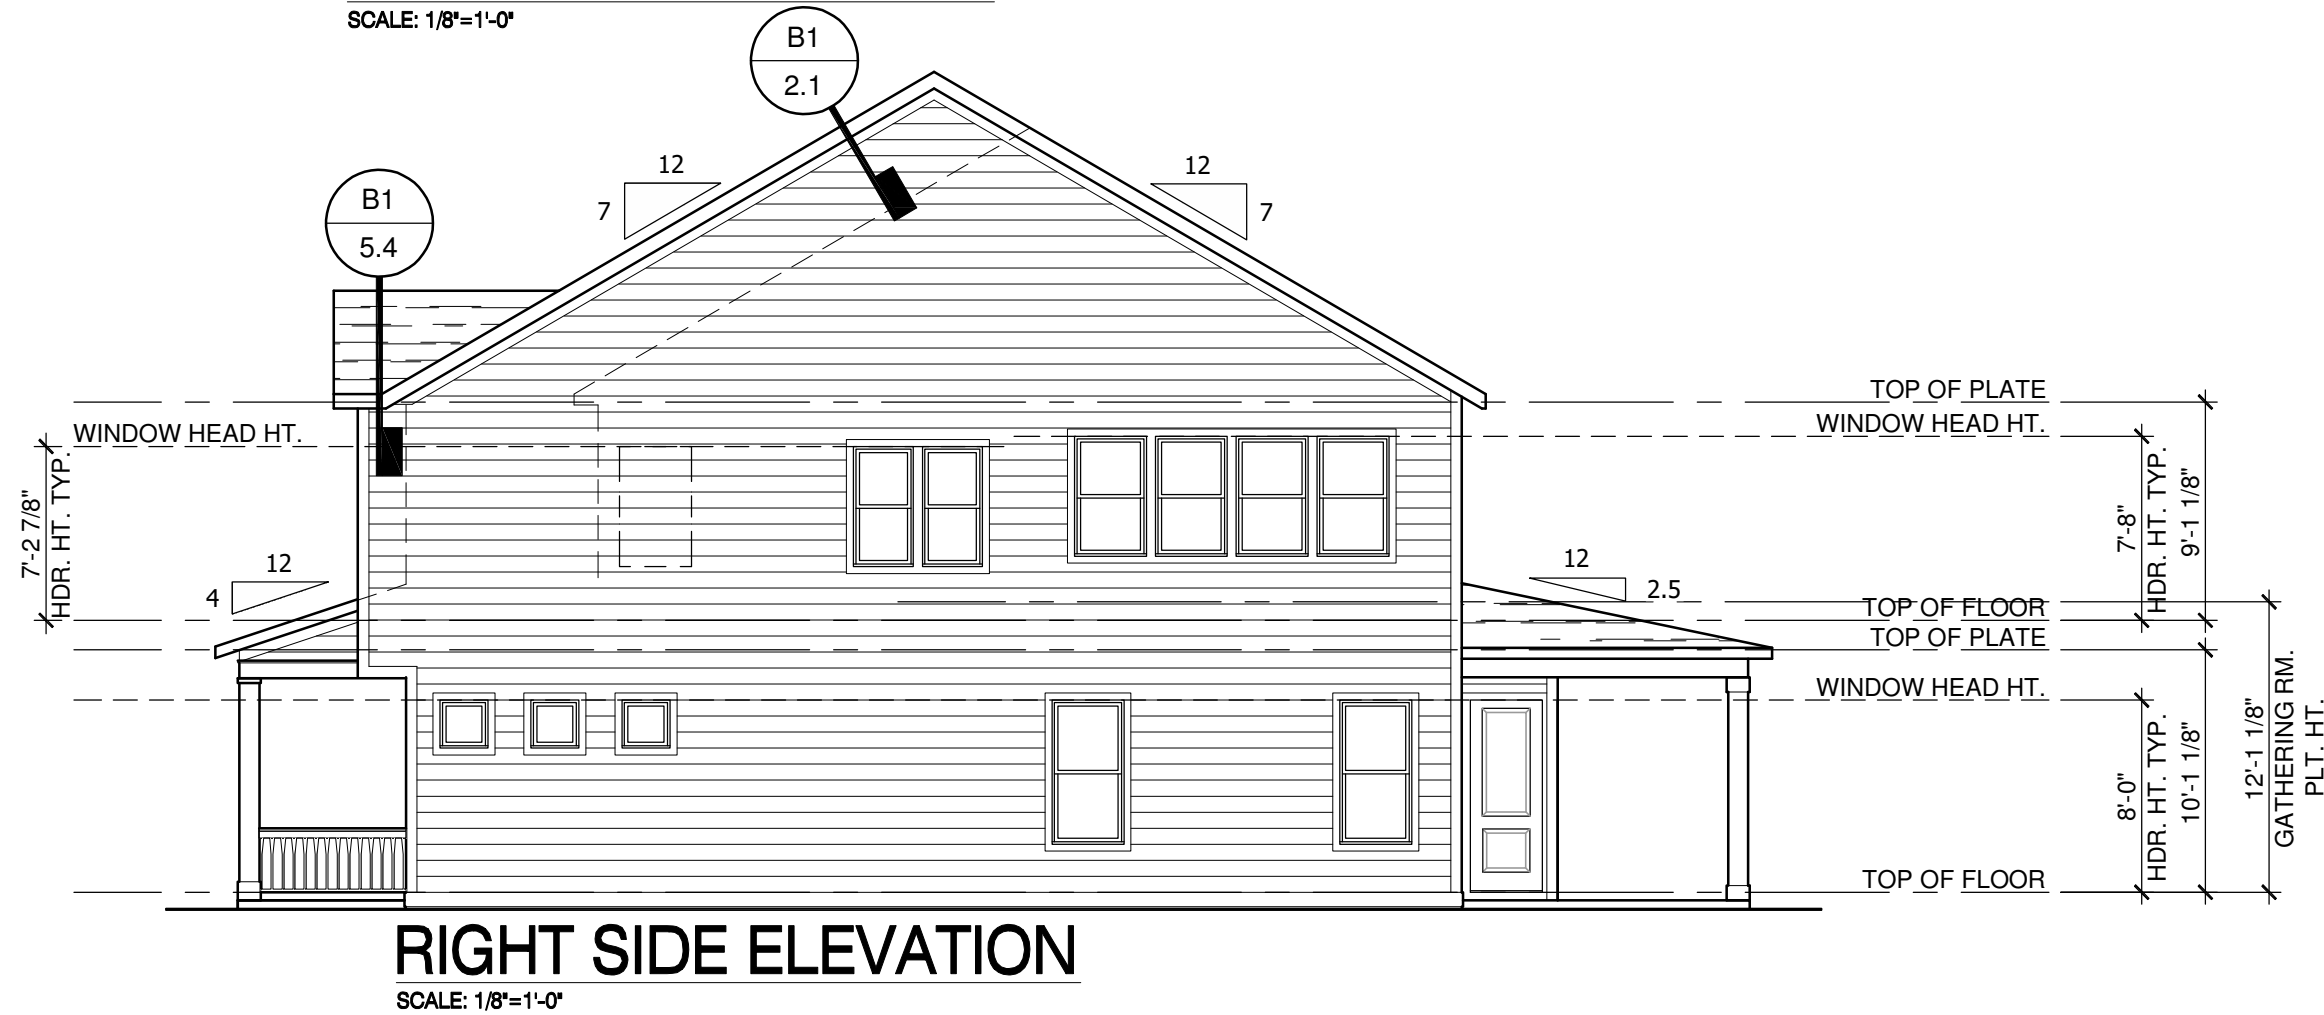 SCALE: 1/8"=1'-0"
B1
2.1
B1
5.4
12
7
12
7
TOP OF PLATE
WINDOW HEAD HT.
WINDOW HEAD HT.
7'-2 7/8"
HDR. HT. TYP.
7'-8"
HDR. HT. TYP.
9'-1 1/8"
12
4
12
2.5
TOP OF FLOOR
TOP OF PLATE
WINDOW HEAD HT.
8'-0"
HDR. HT. TYP.
10'-1 1/8"
12'-1 1/8"
GATHERING RM.
PLT. HT.
TOP OF FLOOR
RIGHT SIDE ELEVATION
SCALE: 1/8"=1'-0"